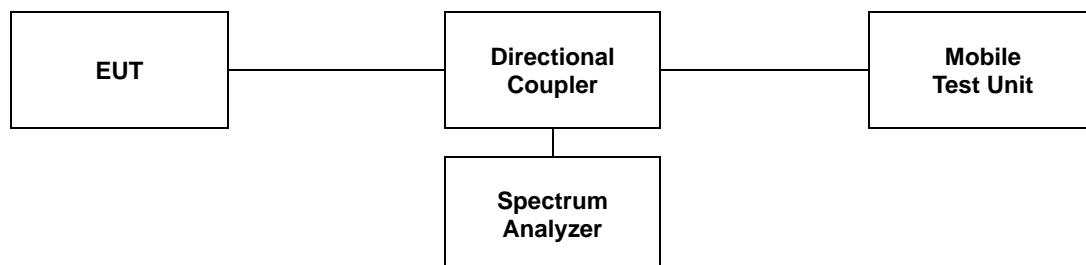 EUT
Directional
Coupler
Mobile
Test Unit
Spectrum
Analyzer